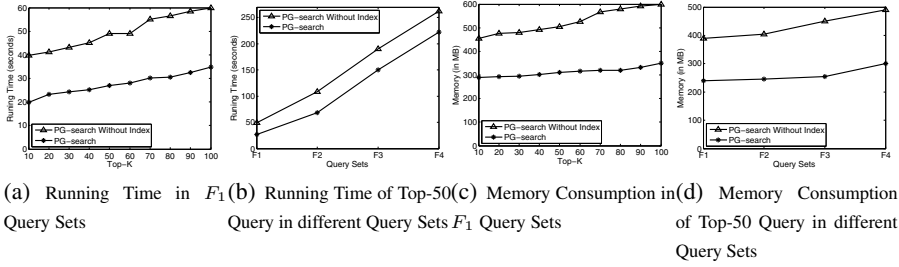 60
40
20
0
Runing Time (seconds)
PG-search Without Index
PG-search
10 20 30 40 50 60 70 80 90 100
Top-K
250
200
150
100
50
0
Runing Time (seconds)
PG-search Without Index
PG-search
F1 F2 F3 F4
Query Sets
600
500
400
300
200
100
0
Memory (in MB)
PG-search Without Index
PG-search
10 20 30 40 50 60 70 80 90 100
Top-K
500
400
300
200
100
0
Memory (in MB)
PG-search Without Index
PG-search
F1 F2 F3 F4
Query Sets
(a) Running Time in F1
Query Sets
(b) Running Time of Top-50
Query in different Query Sets
(c) Memory Consumption in
F1 Query Sets
(d) Memory Consumption
of Top-50 Query in different
Query Sets